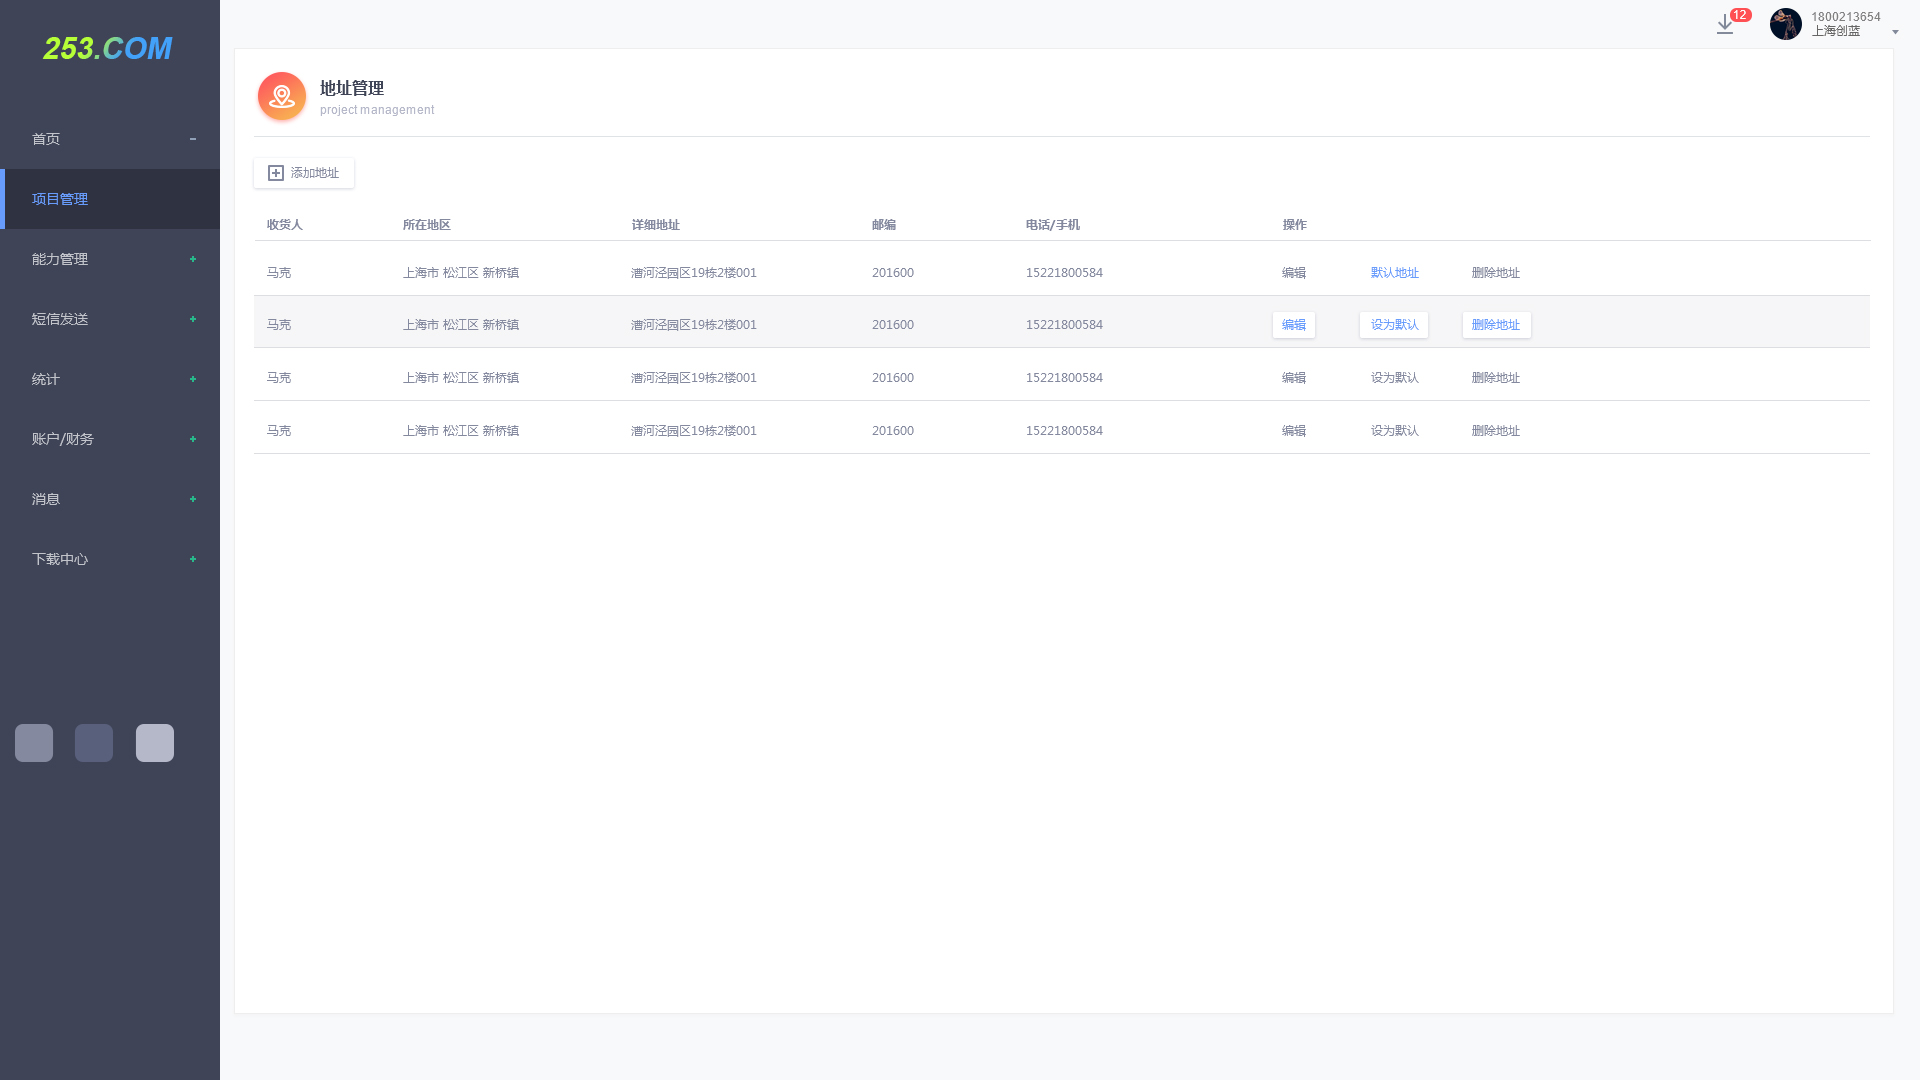 253.COM
12
1800213654
上海创蓝
首页
项目管理
能力管理
短信发送
统计
账户/财务
消息
下载中心
地址管理
project management
添加地址
收货人 所在地区 详细地址 邮编 电话/手机 操作
马克 上海市 松江区 新桥镇 漕河泾园区19栋2楼001 201600 15221800584 编辑 默认地址 删除地址
马克 上海市 松江区 新桥镇 漕河泾园区19栋2楼001 201600 15221800584 编辑 设为默认 删除地址
马克 上海市 松江区 新桥镇 漕河泾园区19栋2楼001 201600 15221800584 编辑 设为默认 删除地址
马克 上海市 松江区 新桥镇 漕河泾园区19栋2楼001 201600 15221800584 编辑 设为默认 删除地址